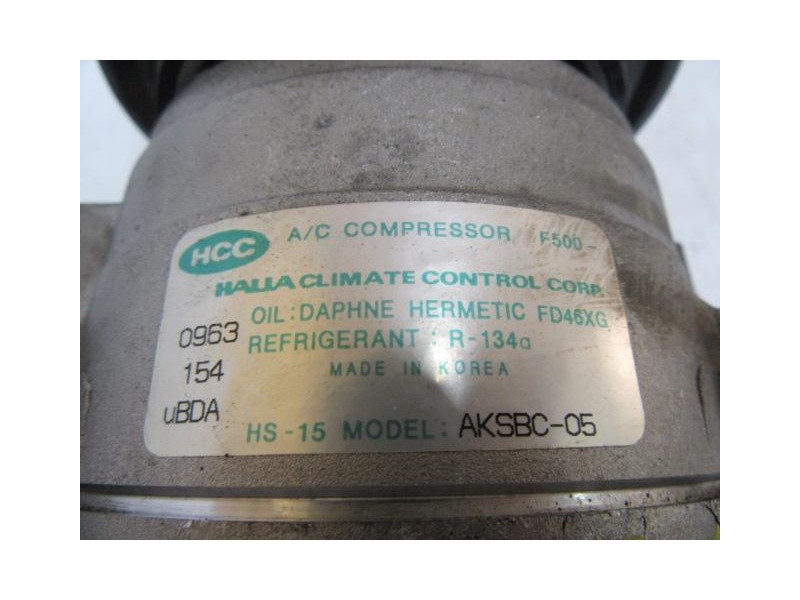 HCC A/C COMPRESSOR F500-
HALLA CLIMATE CONTROL CORP.
OIL: DAPHNE HERMETIC FD46XG
0963 REFRIGERANT : R-134a
154 MADE IN KOREA
uBDA HS-15 MODEL: AKSBC-05